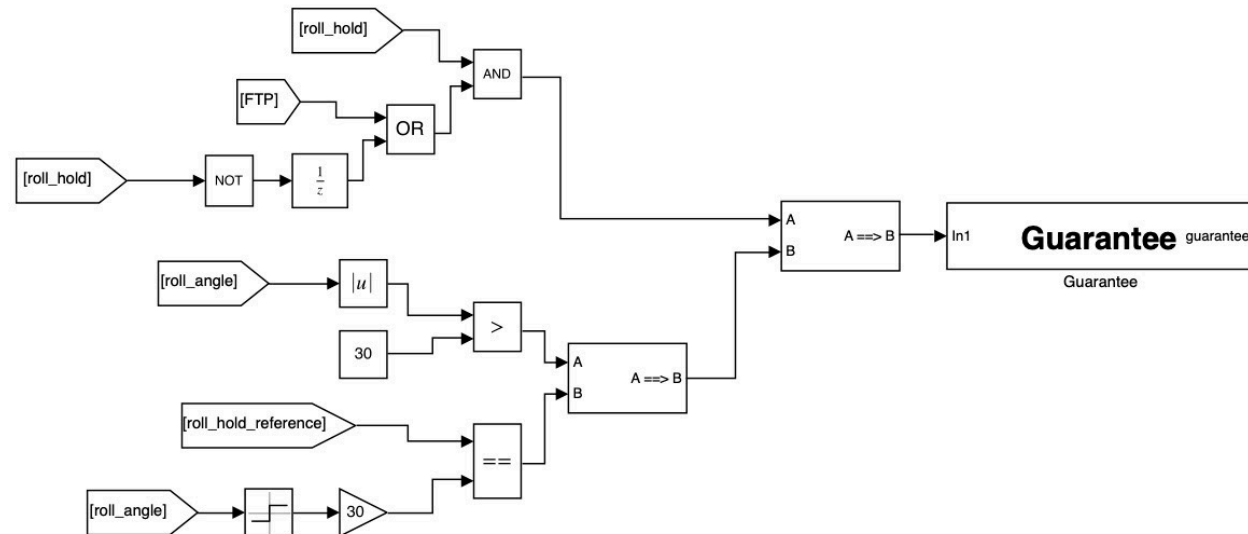 [roll_hold]
AND
[FTP]
OR
[roll_hold]
NOT
1
z
A
B
A ==> B
In1
Guarantee
guarantee
Guarantee
[roll_angle]
|u|
>
30
A
B
A ==> B
[roll_hold_reference]
==
[roll_angle]
30